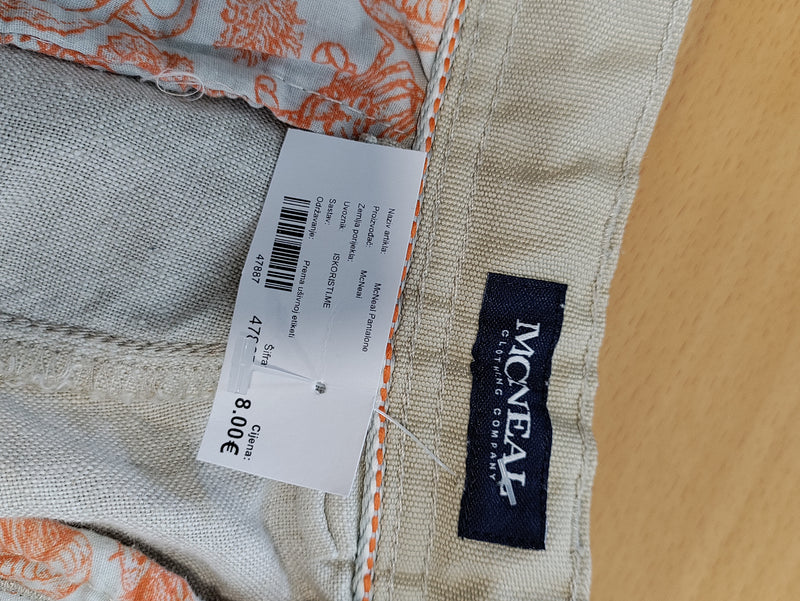 Naziv artikla: McNeal Pantalone
Proizvođač: McNeal
Zemlja porijekla:
Uvoznik: ISKORISTI.ME
Sastav:
Održavanje: Prema ušivnoj etiketi
47887
Šifra
Cijena:
8.00€
MCNEAL
CLOTHING COMPANY